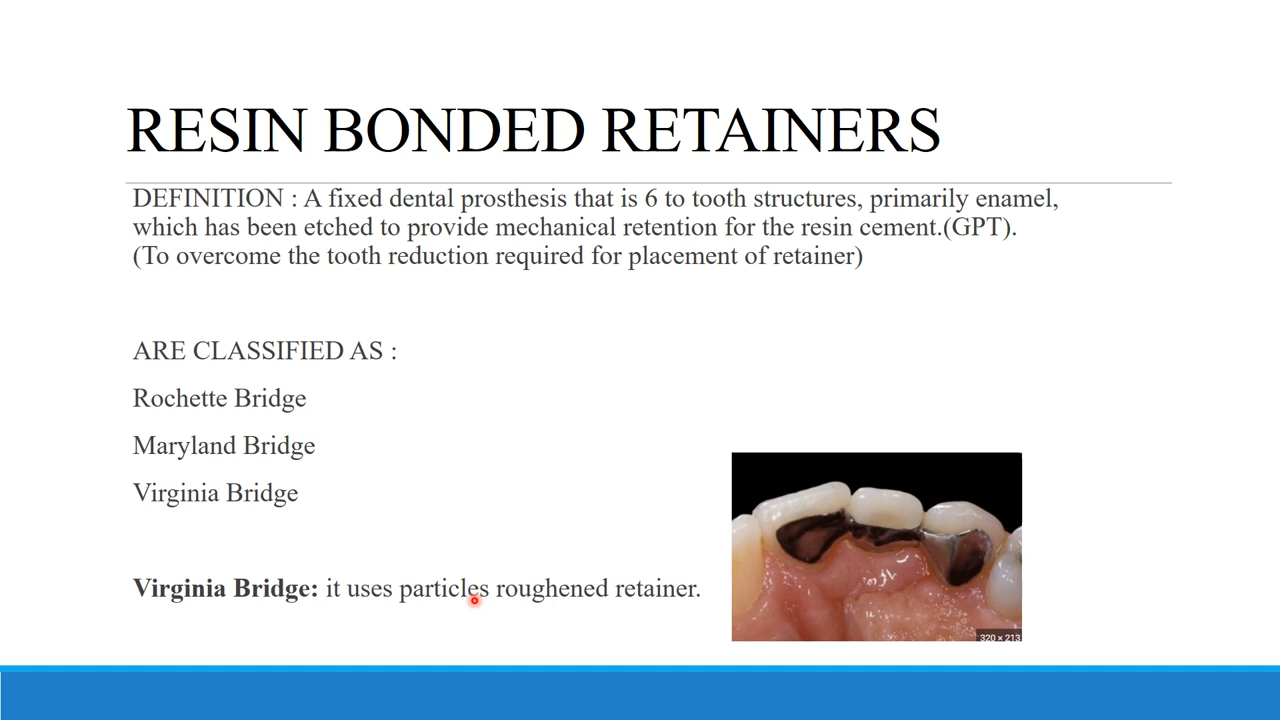 RESIN BONDED RETAINERS
DEFINITION : A fixed dental prosthesis that is 6 to tooth structures, primarily enamel,
which has been etched to provide mechanical retention for the resin cement.(GPT).
(To overcome the tooth reduction required for placement of retainer)
ARE CLASSIFIED AS :
Rochette Bridge
Maryland Bridge
Virginia Bridge
Virginia Bridge: it uses particles roughened retainer.
320 × 213